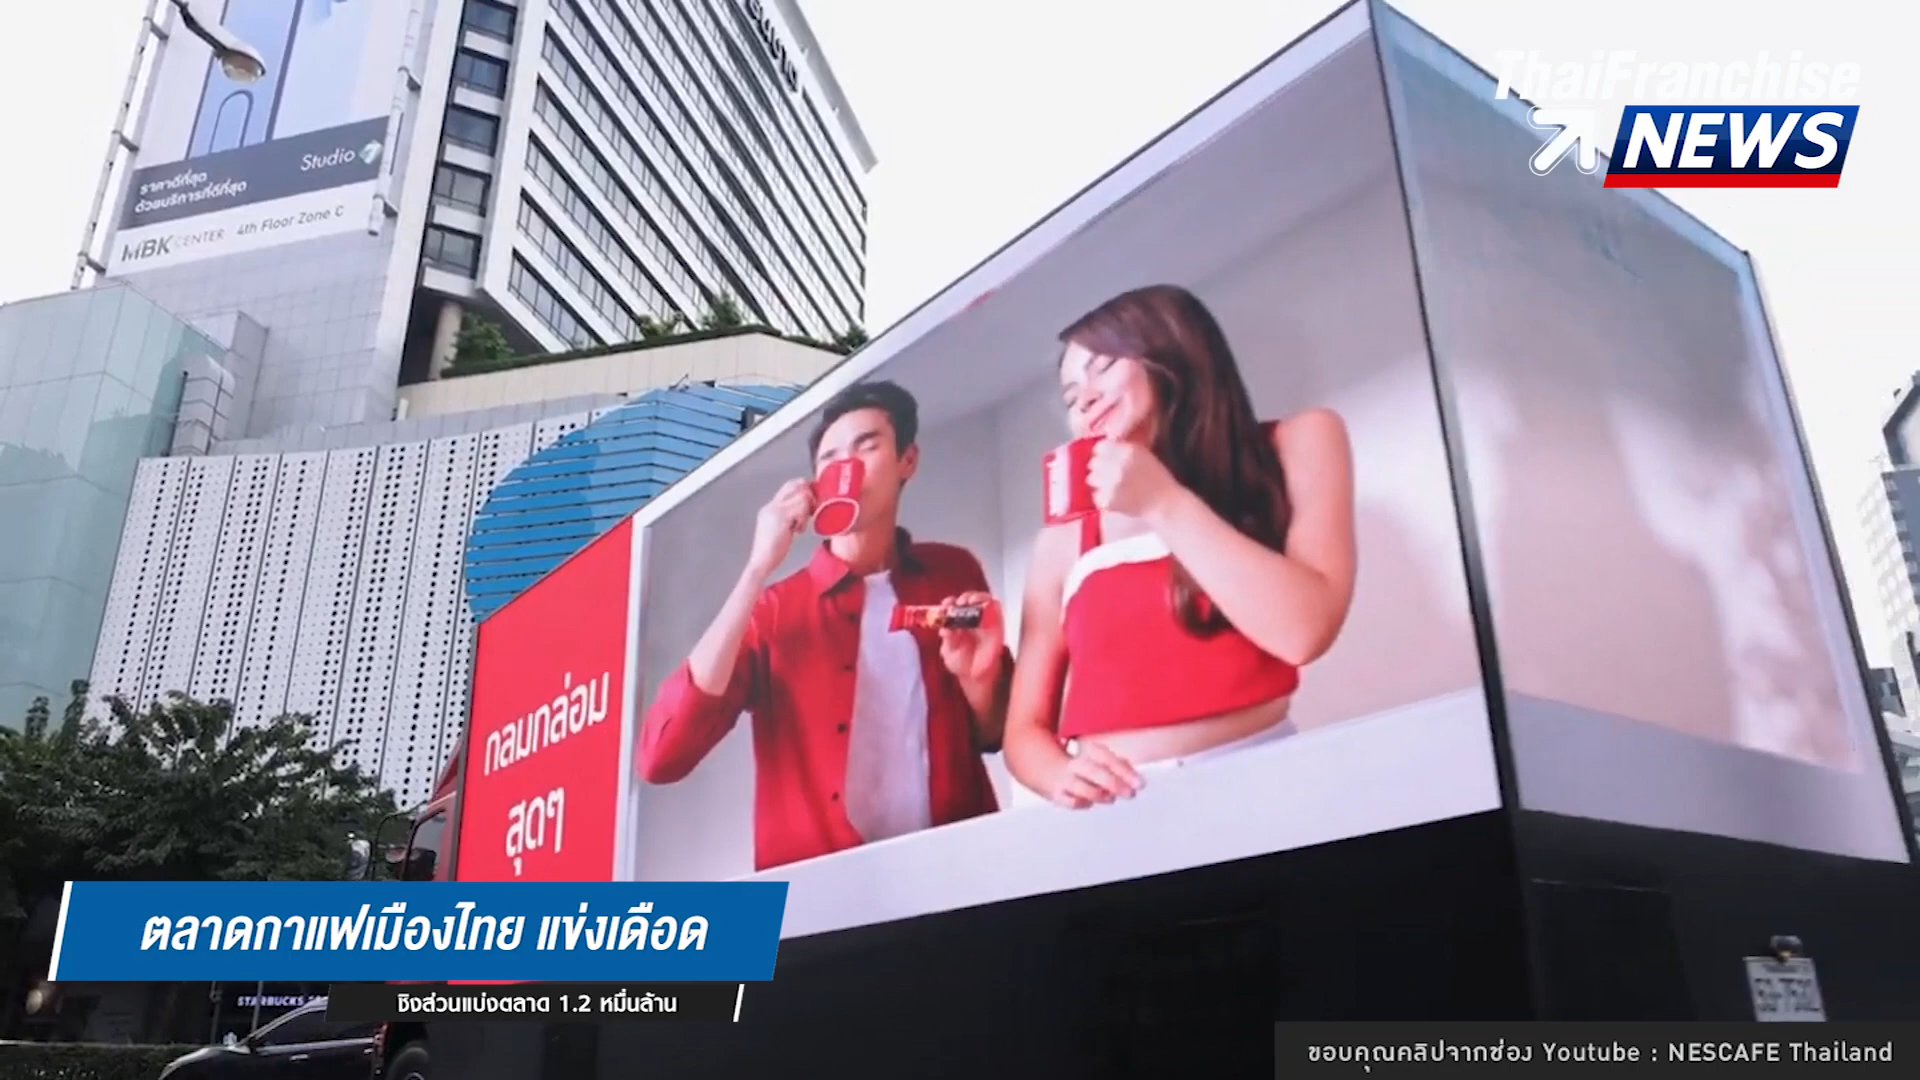 ThaiFranchise
NEWS
Studio 7
ราคาดีที่สุด
ด้วยบริการที่ดีที่สุด
MBK CENTER 4th Floor Zone C
NESCAFE
กลมกล่อม
สุดๆ
ตลาดกาแฟเมืองไทย แข่งเดือด
ชิงส่วนแบ่งตลาด 1.2 หมื่นล้าน
STARBUCKS
ขอบคุณคลิปจากช่อง Youtube : NESCAFE Thailand